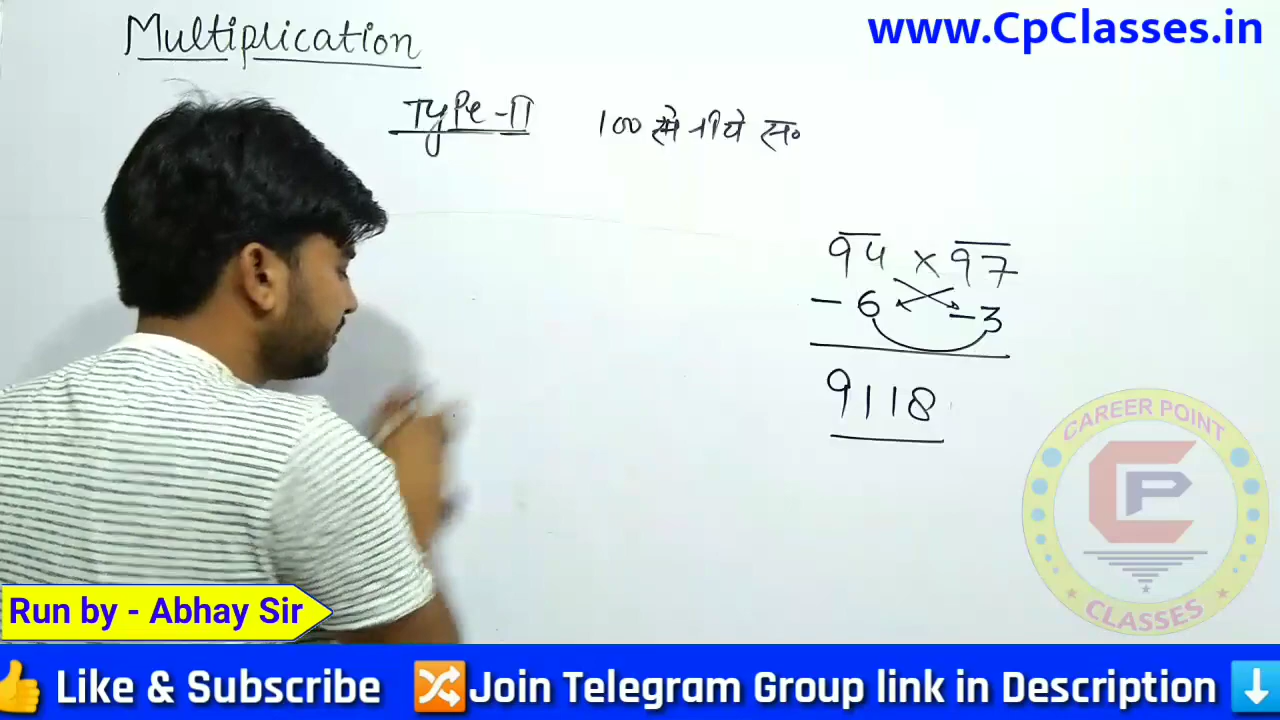 www.CpClasses.in
Multiplication
Type-II 100 से नीचे सं०
94 × 97
- 6 - 3
9118
CAREER POINT
CP
CLASSES
Run by - Abhay Sir
Like & Subscribe Join Telegram Group link in Description